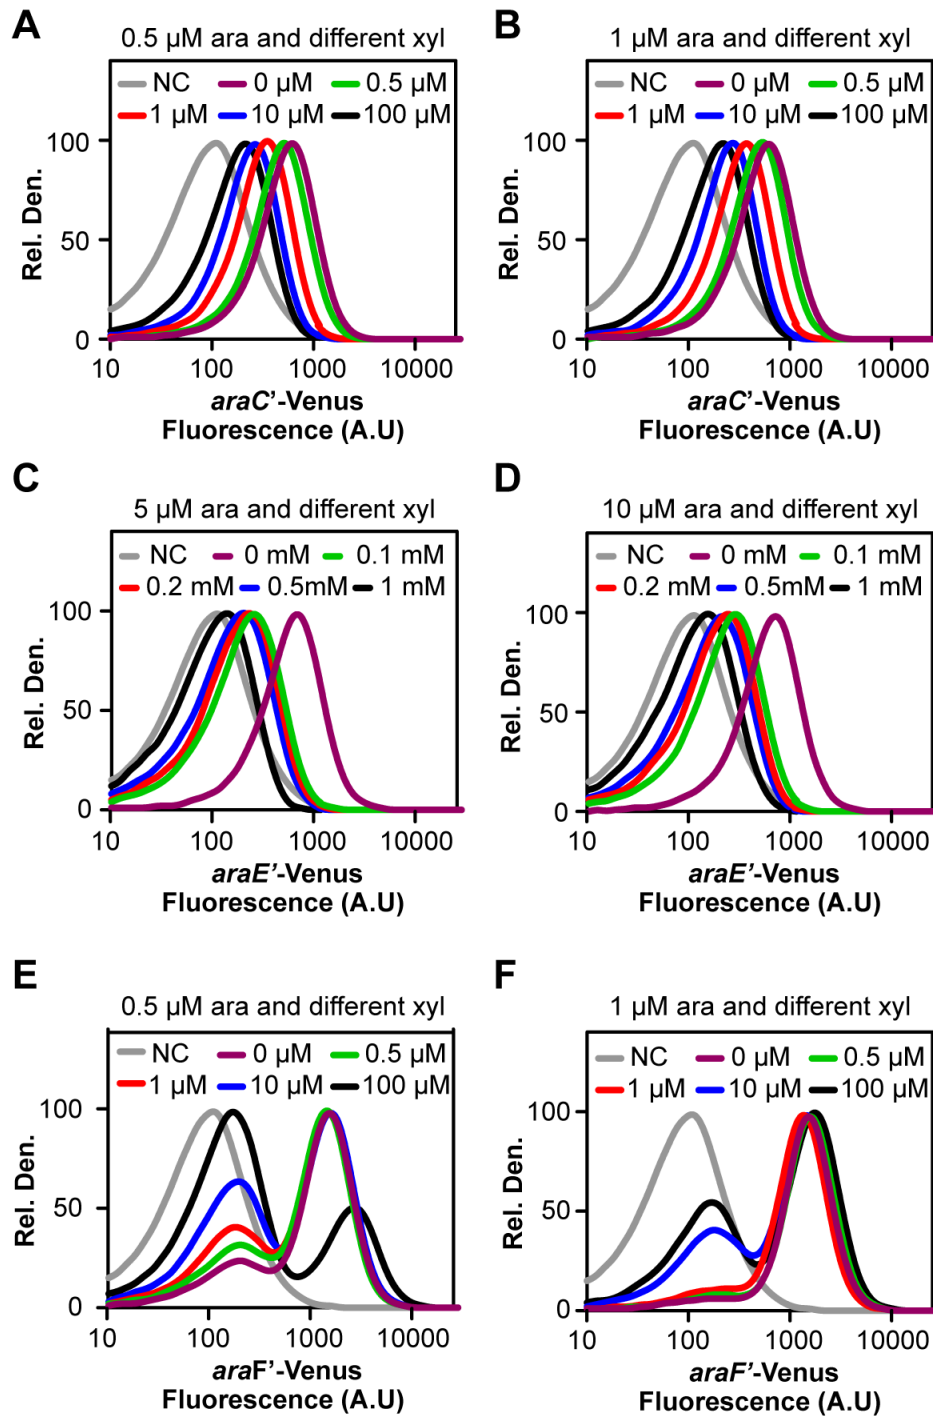 A
0.5 µM ara and different xyl
NC 0 µM 0.5 µM
1 µM 10 µM 100 µM
100
50
0
Rel. Den.
10 100 1000 10000
araC’-Venus
Fluorescence (A.U)
B
1 µM ara and different xyl
NC 0 µM 0.5 µM
1 µM 10 µM 100 µM
100
50
0
Rel. Den.
10 100 1000 10000
araC’-Venus
Fluorescence (A.U)
C
5 µM ara and different xyl
NC 0 mM 0.1 mM
0.2 mM 0.5mM 1 mM
100
50
0
Rel. Den.
10 100 1000 10000
araE’-Venus
Fluorescence (A.U)
D
10 µM ara and different xyl
NC 0 mM 0.1 mM
0.2 mM 0.5mM 1 mM
100
50
0
Rel. Den.
10 100 1000 10000
araE’-Venus
Fluorescence (A.U)
E
0.5 µM ara and different xyl
NC 0 µM 0.5 µM
1 µM 10 µM 100 µM
100
50
0
Rel. Den.
10 100 1000 10000
araF’-Venus
Fluorescence (A.U)
F
1 µM ara and different xyl
NC 0 µM 0.5 µM
1 µM 10 µM 100 µM
100
50
0
Rel. Den.
10 100 1000 10000
araF’-Venus
Fluorescence (A.U)